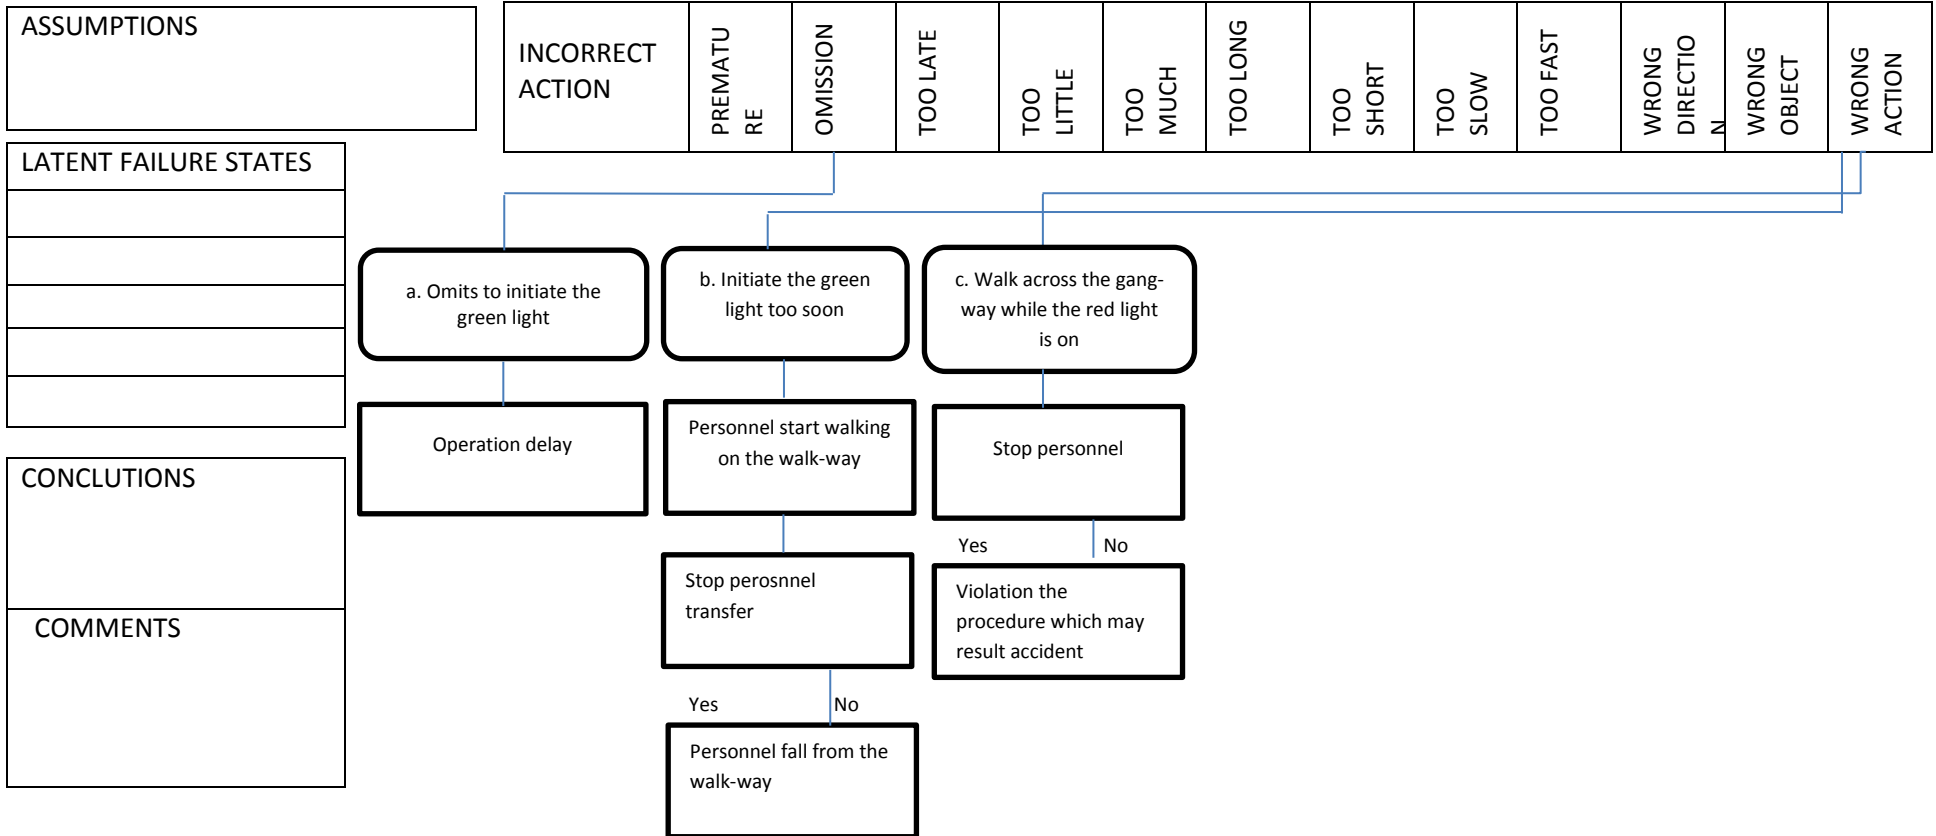 ASSUMPTIONS
INCORRECT
ACTION
PREMATU
RE
OMISSION
TOO LATE
TOO
LITTLE
TOO
MUCH
TOO LONG
TOO
SHORT
TOO
SLOW
TOO FAST
WRONG
DIRECTIO
N
WRONG
OBJECT
WRONG
ACTION
LATENT FAILURE STATES
a. Omits to initiate the
green light
b. Initiate the green
light too soon
c. Walk across the gang-
way while the red light
is on
Operation delay
Personnel start walking
on the walk-way
Stop personnel
CONCLUTIONS
Yes
No
Stop perosnnel
transfer
Violation the
procedure which may
result accident
COMMENTS
Yes
No
Personnel fall from the
walk-way